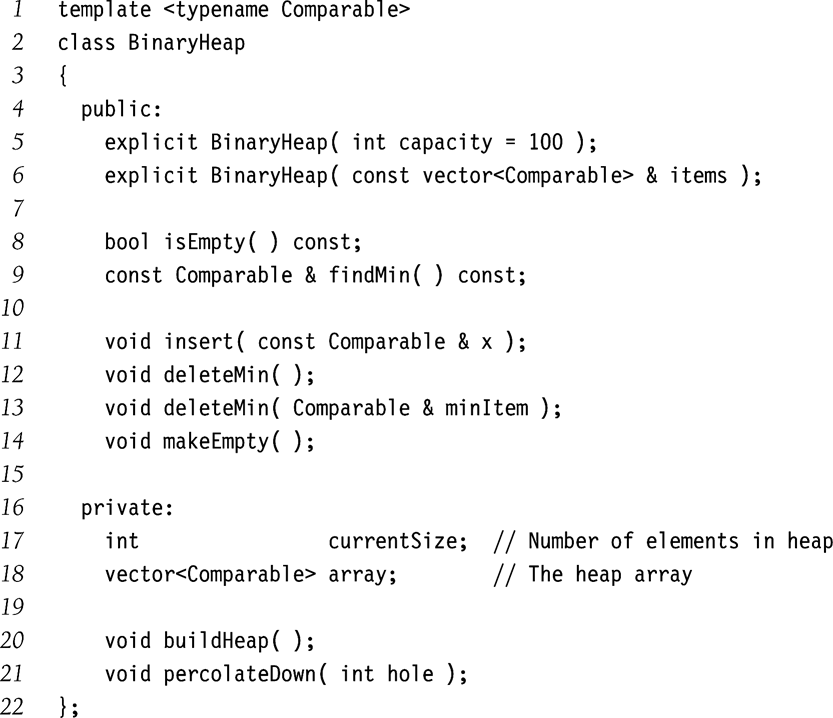 1 template <typename Comparable>
2 class BinaryHeap
3 {
4 public:
5 explicit BinaryHeap( int capacity = 100 );
6 explicit BinaryHeap( const vector<Comparable> & items );
7
8 bool isEmpty( ) const;
9 const Comparable & findMin( ) const;
10
11 void insert( const Comparable & x );
12 void deleteMin( );
13 void deleteMin( Comparable & minItem );
14 void makeEmpty( );
15
16 private:
17 int currentSize; // Number of elements in heap
18 vector<Comparable> array; // The heap array
19
20 void buildHeap( );
21 void percolateDown( int hole );
22 };